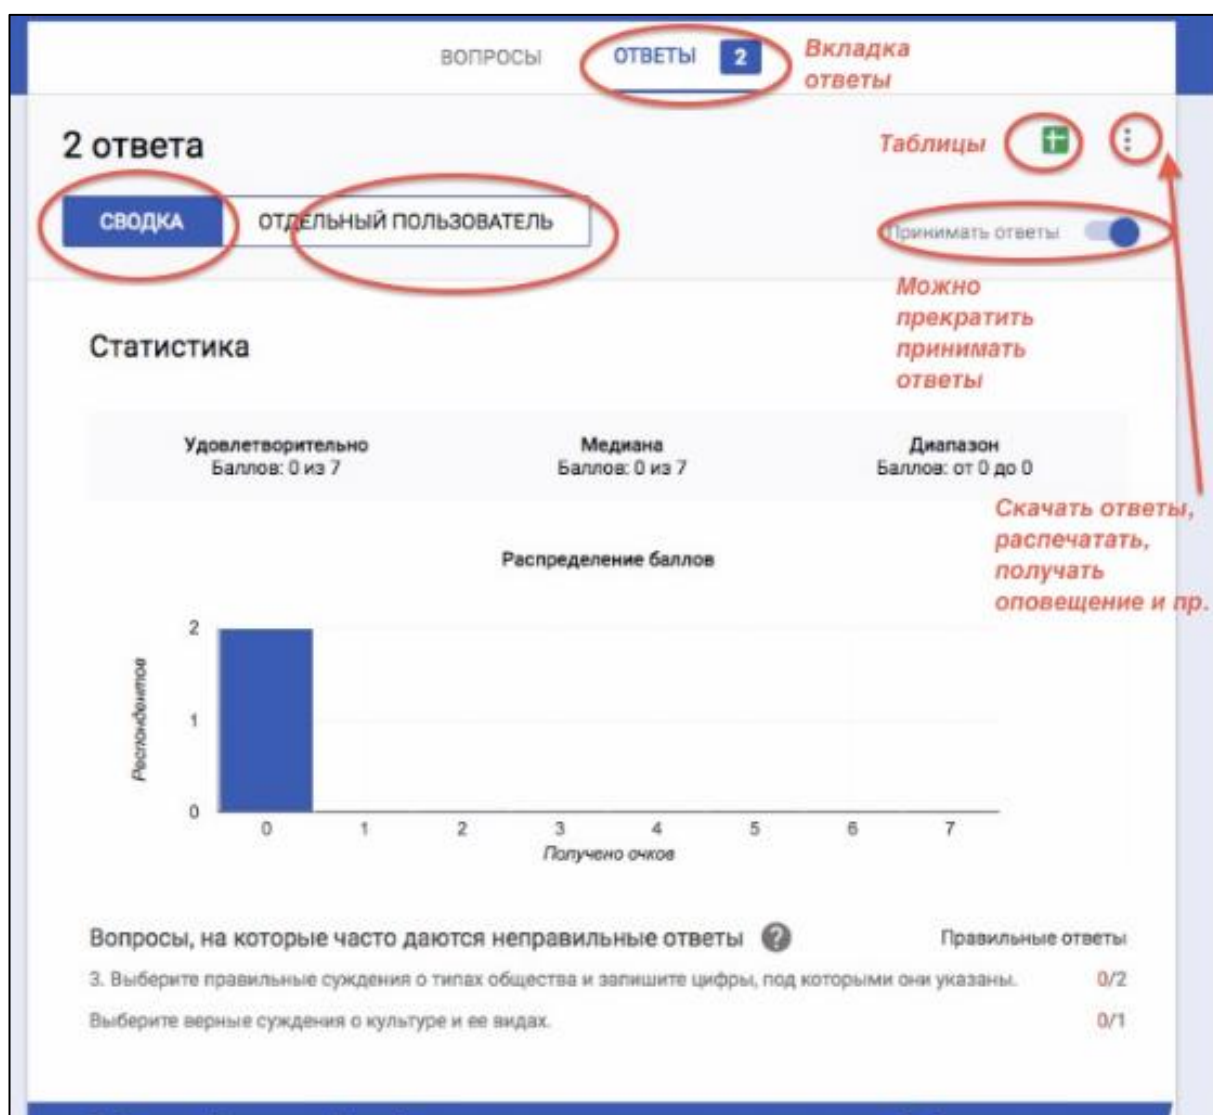 ВОПРОСЫ
ОТВЕТЫ 2
Вкладка
ответы
2 ответа
Таблицы
СВОДКА
ОТДЕЛЬНЫЙ ПОЛЬЗОВАТЕЛЬ
Принимать ответы
Можно
прекратить
принимать
ответы
Статистика
Удовлетворительно
Баллов: 0 из 7
Медиана
Баллов: 0 из 7
Диапазон
Баллов: от 0 до 0
Скачать ответы,
распечатать,
получать
оповещение и пр.
Распределение баллов
Респондентов
2
1
0
0 1 2 3 4 5 6 7
Получено очков
Вопросы, на которые часто даются неправильные ответы ?
Правильные ответы
3. Выберите правильные суждения о типах общества и запишите цифры, под которыми они указаны. 0/2
Выберите верные суждения о культуре и ее видах. 0/1